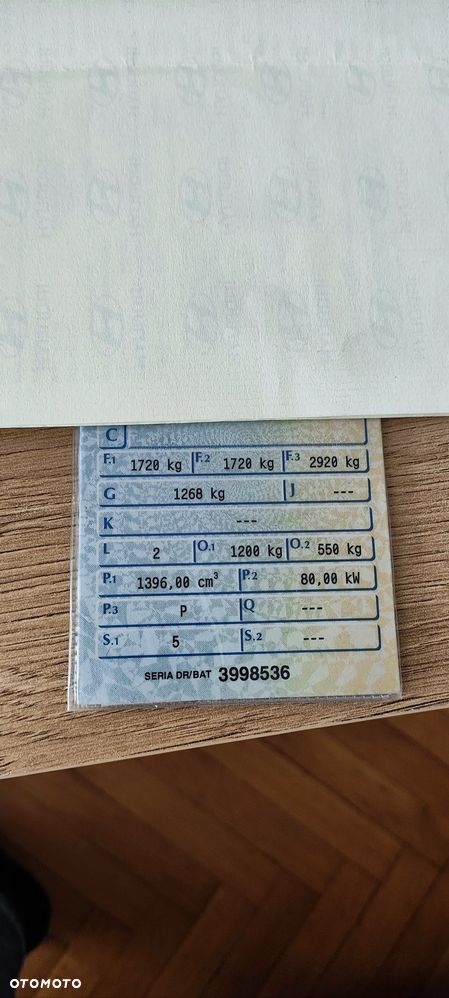 C
F.1 1720 kg F.2 1720 kg F.3 2920 kg
G 1268 kg J ---
K ---
L 2 O.1 1200 kg O.2 550 kg
P.1 1396,00 cm³ P.2 80,00 kW
P.3 P Q ---
S.1 5 S.2 ---
SERIA DR/BAT 3998536
OTOMOTO